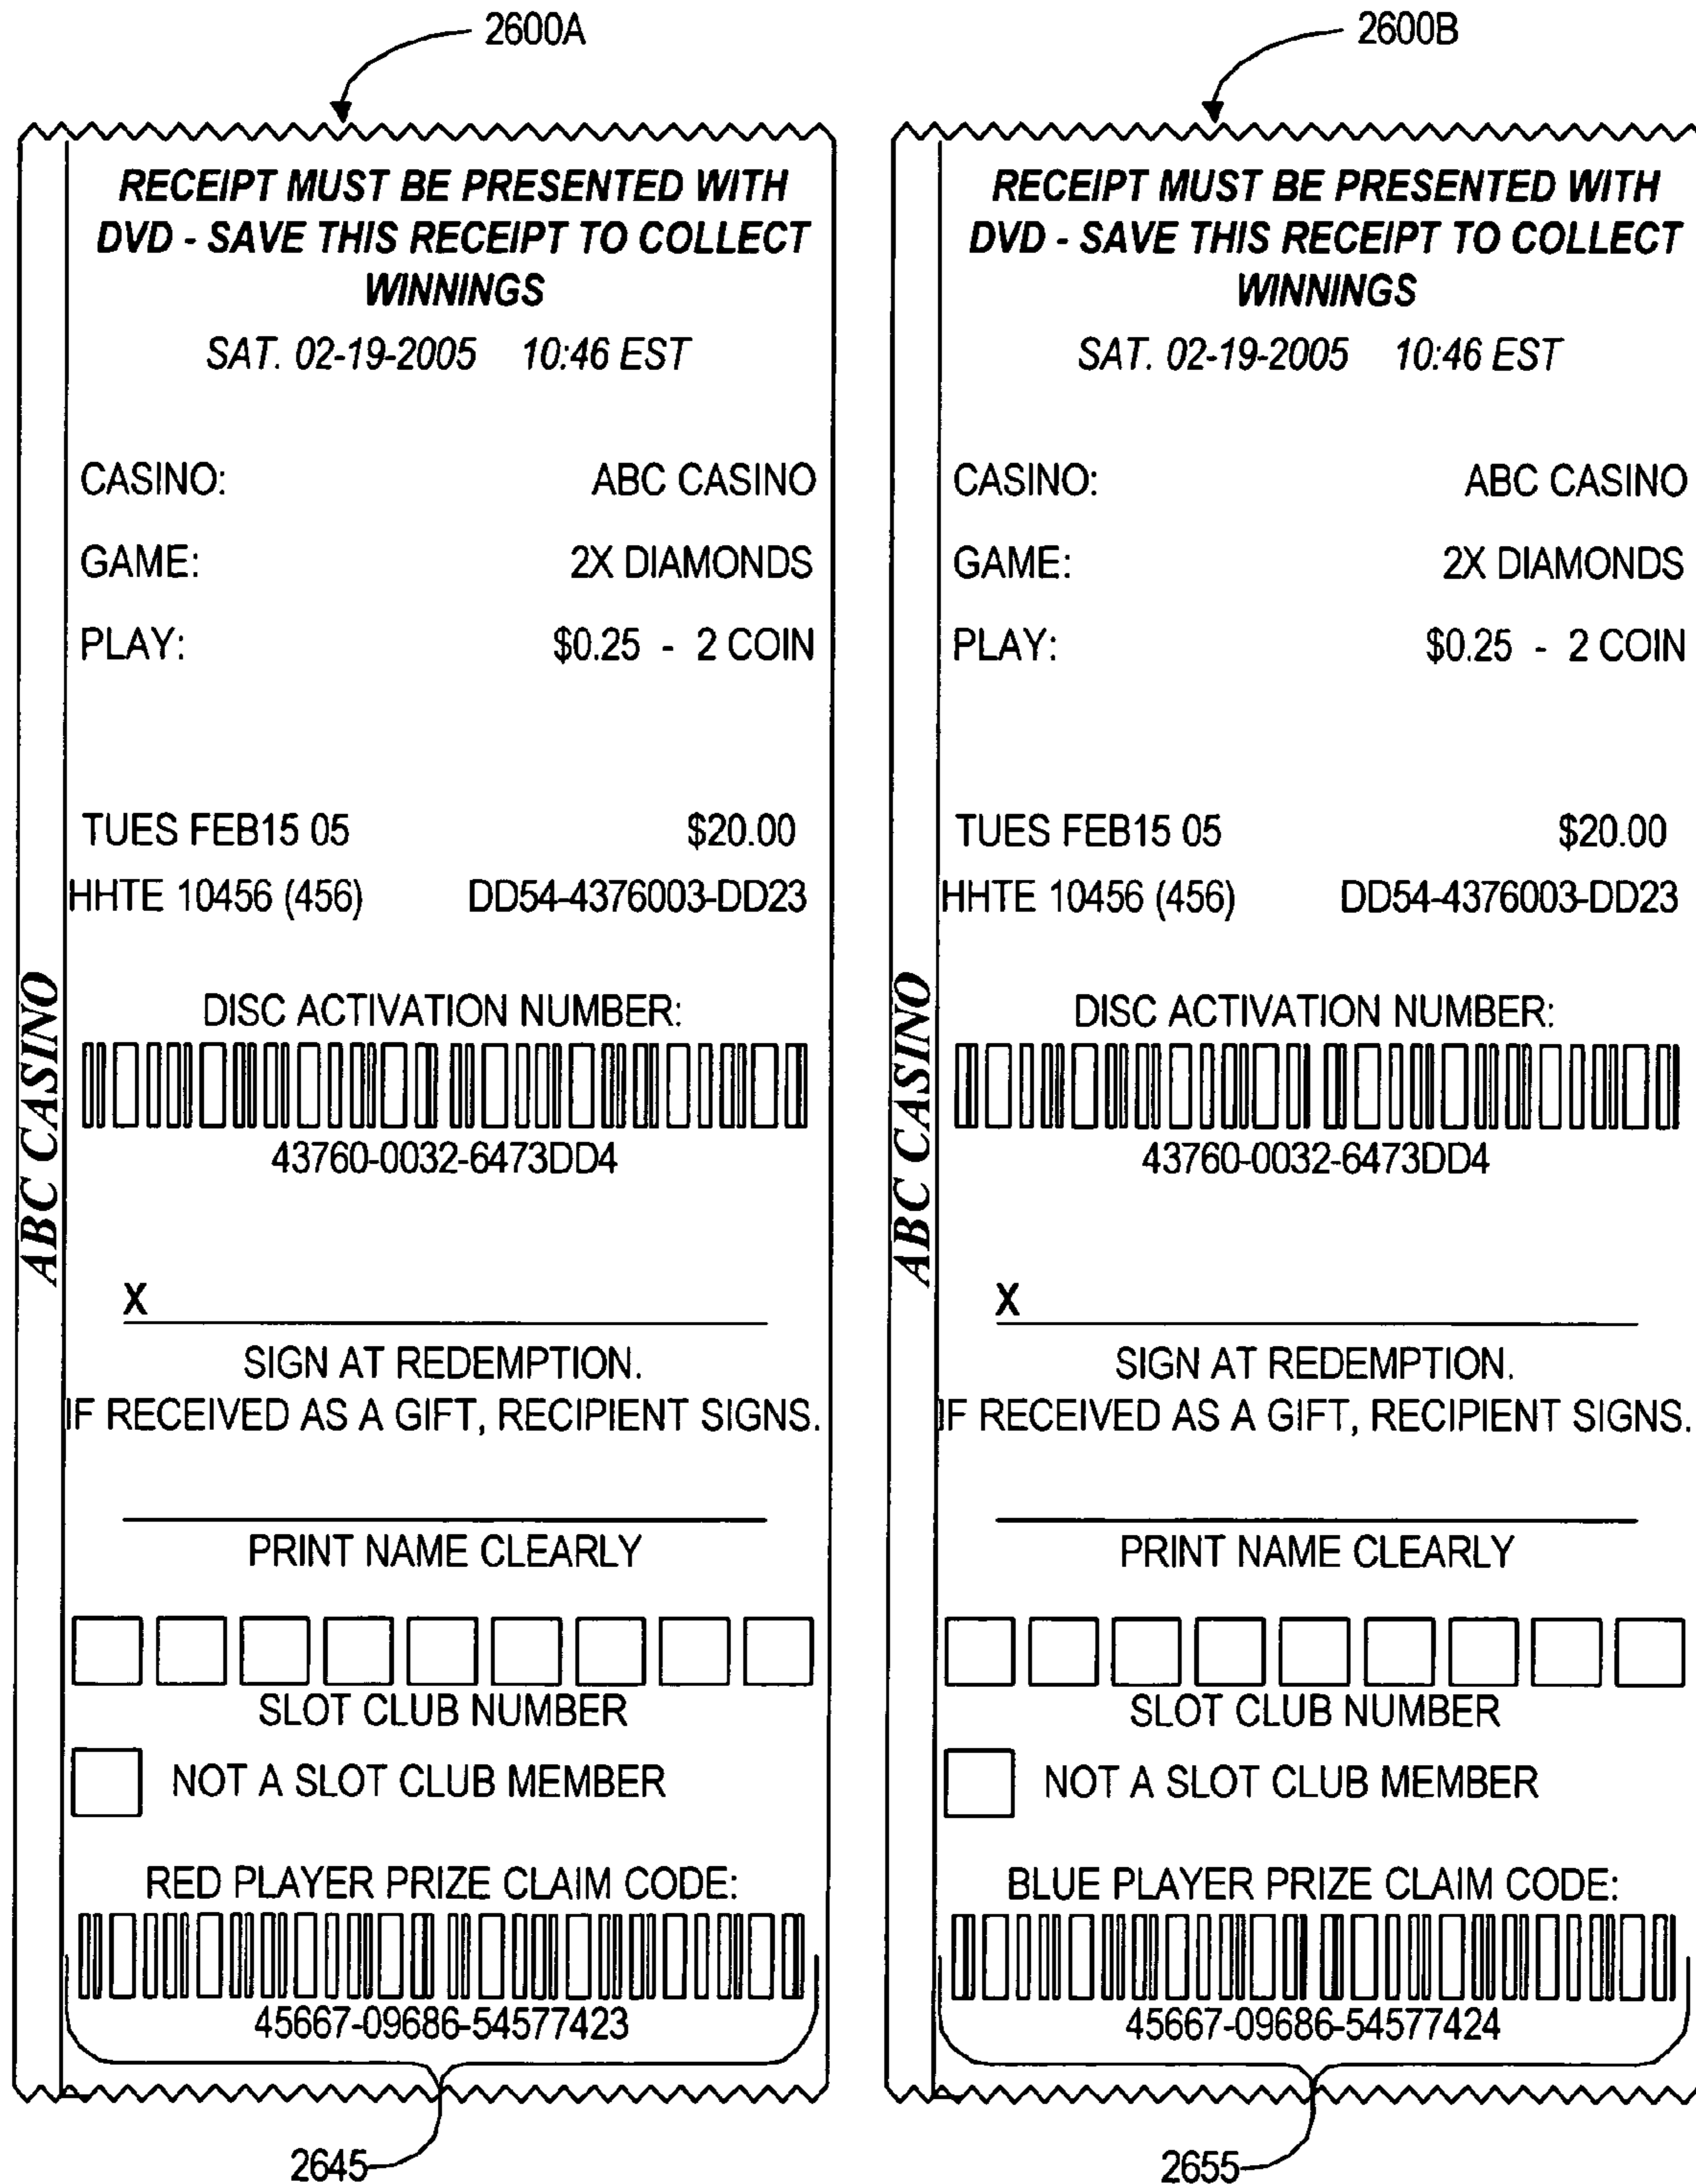 2600A
RECEIPT MUST BE PRESENTED WITH
DVD - SAVE THIS RECEIPT TO COLLECT
WINNINGS
SAT. 02-19-2005 10:46 EST
CASINO: ABC CASINO
GAME: 2X DIAMONDS
PLAY: $0.25 - 2 COIN
TUES FEB15 05 $20.00
HHTE 10456 (456) DD54-4376003-DD23
DISC ACTIVATION NUMBER:
43760-0032-6473DD4
ABC CASINO
X
SIGN AT REDEMPTION.
IF RECEIVED AS A GIFT, RECIPIENT SIGNS.
PRINT NAME CLEARLY
SLOT CLUB NUMBER
NOT A SLOT CLUB MEMBER
RED PLAYER PRIZE CLAIM CODE:
45667-09686-54577423
2645
2600B
RECEIPT MUST BE PRESENTED WITH
DVD - SAVE THIS RECEIPT TO COLLECT
WINNINGS
SAT. 02-19-2005 10:46 EST
CASINO: ABC CASINO
GAME: 2X DIAMONDS
PLAY: $0.25 - 2 COIN
TUES FEB15 05 $20.00
HHTE 10456 (456) DD54-4376003-DD23
DISC ACTIVATION NUMBER:
43760-0032-6473DD4
ABC CASINO
X
SIGN AT REDEMPTION.
IF RECEIVED AS A GIFT, RECIPIENT SIGNS.
PRINT NAME CLEARLY
SLOT CLUB NUMBER
NOT A SLOT CLUB MEMBER
BLUE PLAYER PRIZE CLAIM CODE:
45667-09686-54577424
2655